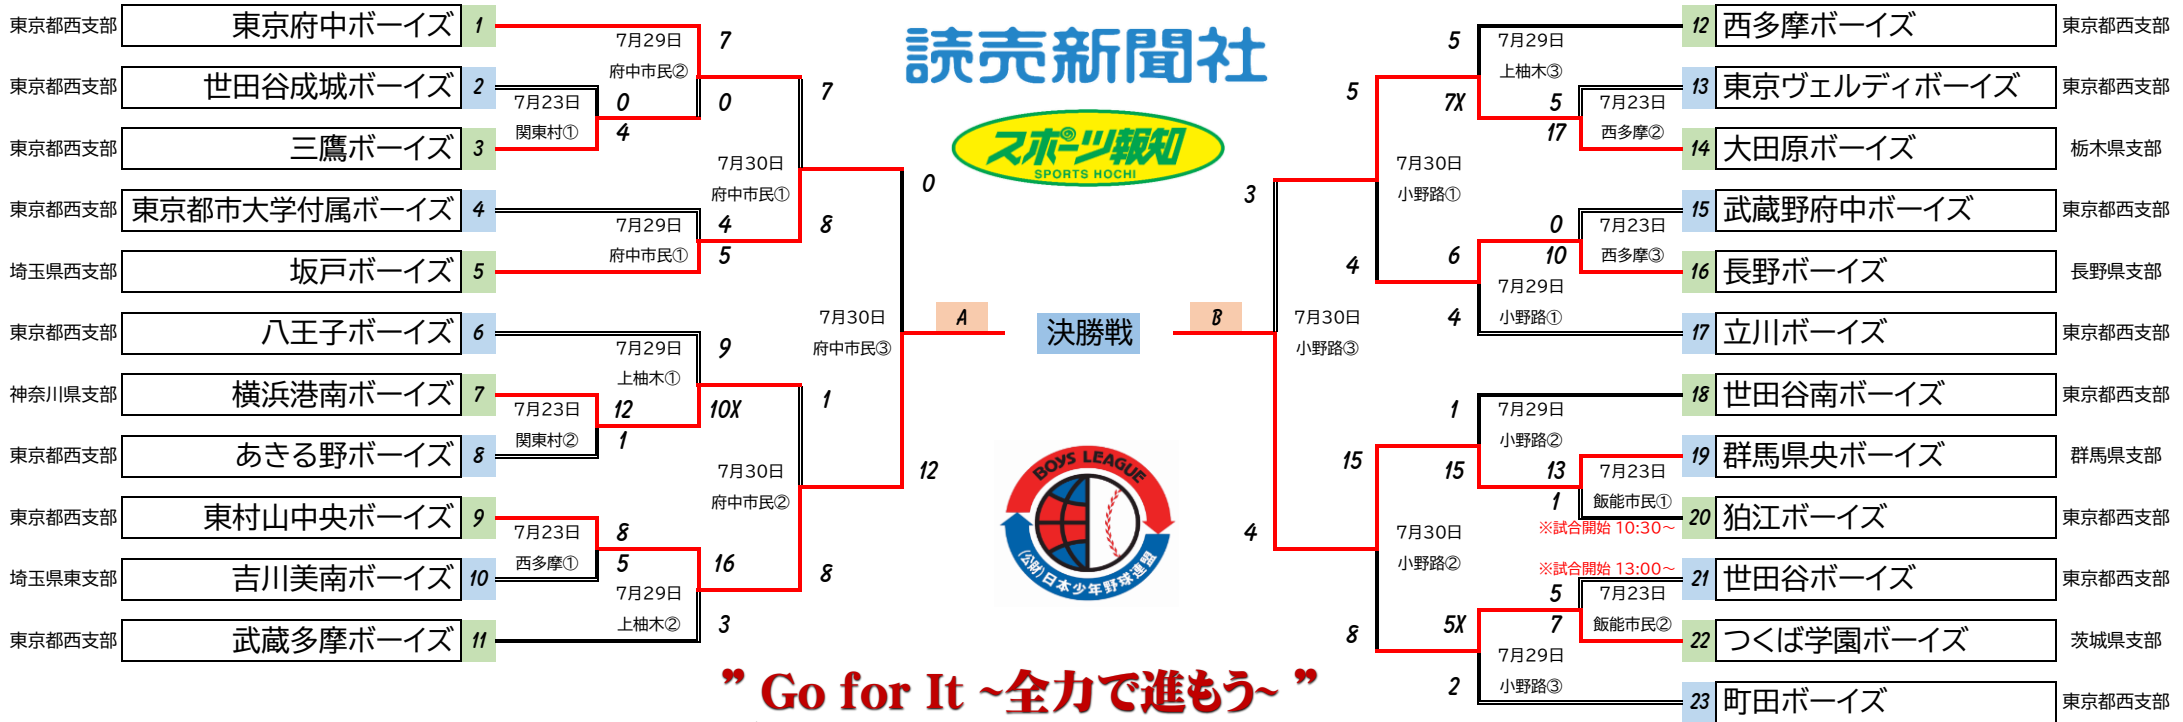 東京都西支部 東京府中ボーイズ 1
東京都西支部 世田谷成城ボーイズ 2
東京都西支部 三鷹ボーイズ 3
東京都西支部 東京都市大学付属ボーイズ 4
埼玉県西支部 坂戸ボーイズ 5
東京都西支部 八王子ボーイズ 6
神奈川県支部 横浜港南ボーイズ 7
東京都西支部 あきる野ボーイズ 8
東京都西支部 東村山中央ボーイズ 9
埼玉県東支部 吉川美南ボーイズ 10
東京都西支部 武蔵多摩ボーイズ 11
7月23日
関東村①
0
4
7月23日
関東村②
12
1
7月23日
西多摩①
8
5
7月29日
府中市民②
7
0
7月29日
府中市民①
4
5
7月29日
上柚木①
9
10X
7月29日
上柚木②
16
3
7月30日
府中市民①
7
8
7月30日
府中市民②
1
8
7月30日
府中市民③
0
12
A
読売新聞社
スポーツ報知
SPORTS HOCHI
決勝戦
BOYS LEAGUE
(公財)日本少年野球連盟
” Go for It ~全力で進もう~ ”
B
3
4
7月30日
小野路③
5
4
7月30日
小野路①
15
8
7月30日
小野路②
5
7X
7月29日
上柚木③
6
4
7月29日
小野路①
1
15
7月29日
小野路②
5X
2
7月29日
小野路③
5
17
7月23日
西多摩②
0
10
7月23日
西多摩③
13
1
7月23日
飯能市民①
※試合開始 10:30~
※試合開始 13:00~
5
7
7月23日
飯能市民②
12 西多摩ボーイズ 東京都西支部
13 東京ヴェルディボーイズ 東京都西支部
14 大田原ボーイズ 栃木県支部
15 武蔵野府中ボーイズ 東京都西支部
16 長野ボーイズ 長野県支部
17 立川ボーイズ 東京都西支部
18 世田谷南ボーイズ 東京都西支部
19 群馬県央ボーイズ 群馬県支部
20 狛江ボーイズ 東京都西支部
21 世田谷ボーイズ 東京都西支部
22 つくば学園ボーイズ 茨城県支部
23 町田ボーイズ 東京都西支部